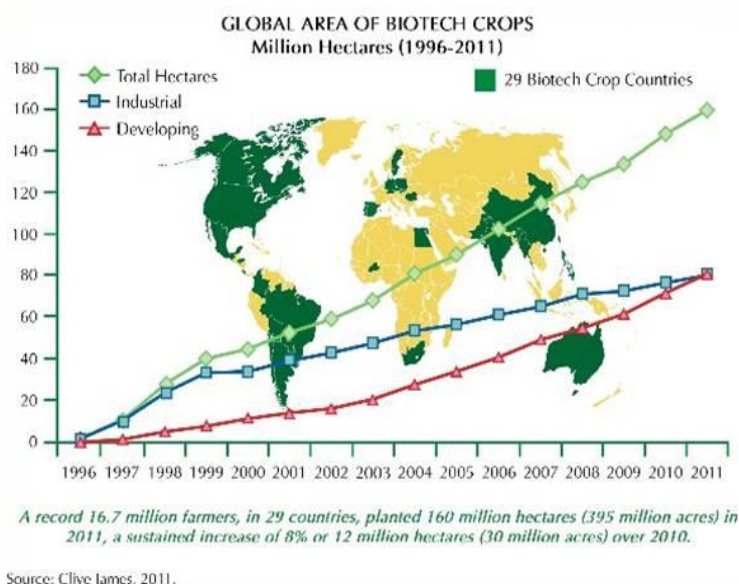 GLOBAL AREA OF BIOTECH CROPS
Million Hectares (1996-2011)
180
Total Hectares
29 Biotech Crop Countries
160
Industrial
140
Developing
120
100
80
60
40
20
0
1996 1997 1998 1999 2000 2001 2002 2003 2004 2005 2006 2007 2008 2009 2010 2011
A record 16.7 million farmers, in 29 countries, planted 160 million hectares (395 million acres) in
2011, a sustained increase of 8% or 12 million hectares (30 million acres) over 2010.
Source: Clive James, 2011.